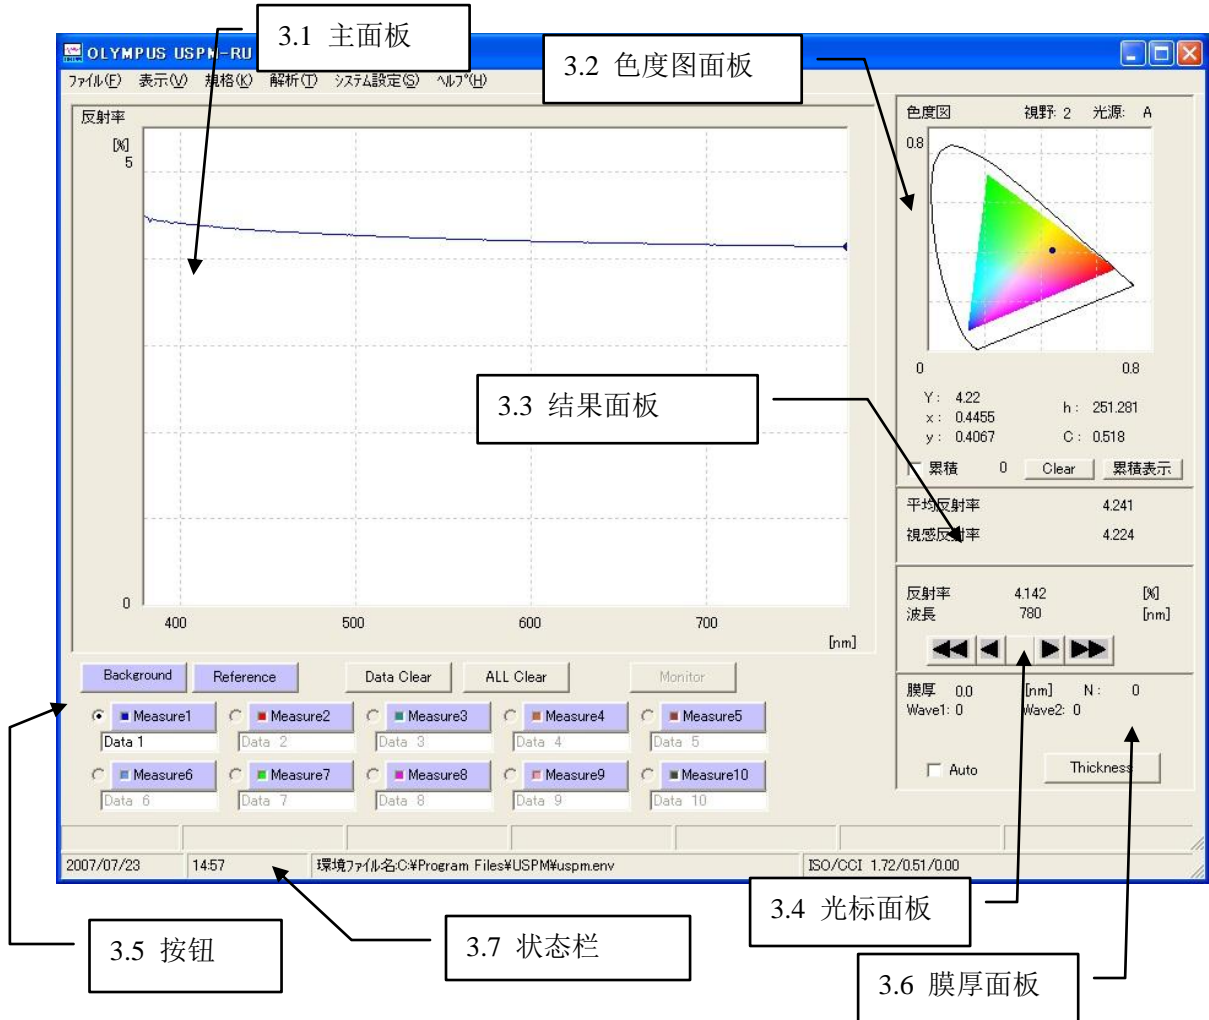 3.1 主面板
OLYMPUS USPM-RU
3.2 色度图面板
ファイル(F) 表示(V) 規格(K) 解析(T) システム設定(S) ヘルプ(H)
反射率
[%]
5
0
400 500 600 700
[nm]
色度図 視野: 2 光源: A
0.8
0 0.8
Y: 4.22
x: 0.4455
y: 0.4067
h: 251.281
C: 0.518
累積 0 Clear 累積表示
3.3 结果面板
平均反射率 4.241
視感反射率 4.224
反射率 4.142 [%]
波長 780 [nm]
膜厚 0.0 [nm] N: 0
Wave1: 0 Wave2: 0
Auto Thickness
Background Reference Data Clear ALL Clear Monitor
Measure1 Measure2 Measure3 Measure4 Measure5
Data 1 Data 2 Data 3 Data 4 Data 5
Measure6 Measure7 Measure8 Measure9 Measure10
Data 6 Data 7 Data 8 Data 9 Data 10
2007/07/23 14:57 環境ファイル名:C:¥Program Files¥USPM¥uspm.env ISO/CCI 1.72/0.51/0.00
3.4 光标面板
3.5 按钮
3.7 状态栏
3.6 膜厚面板